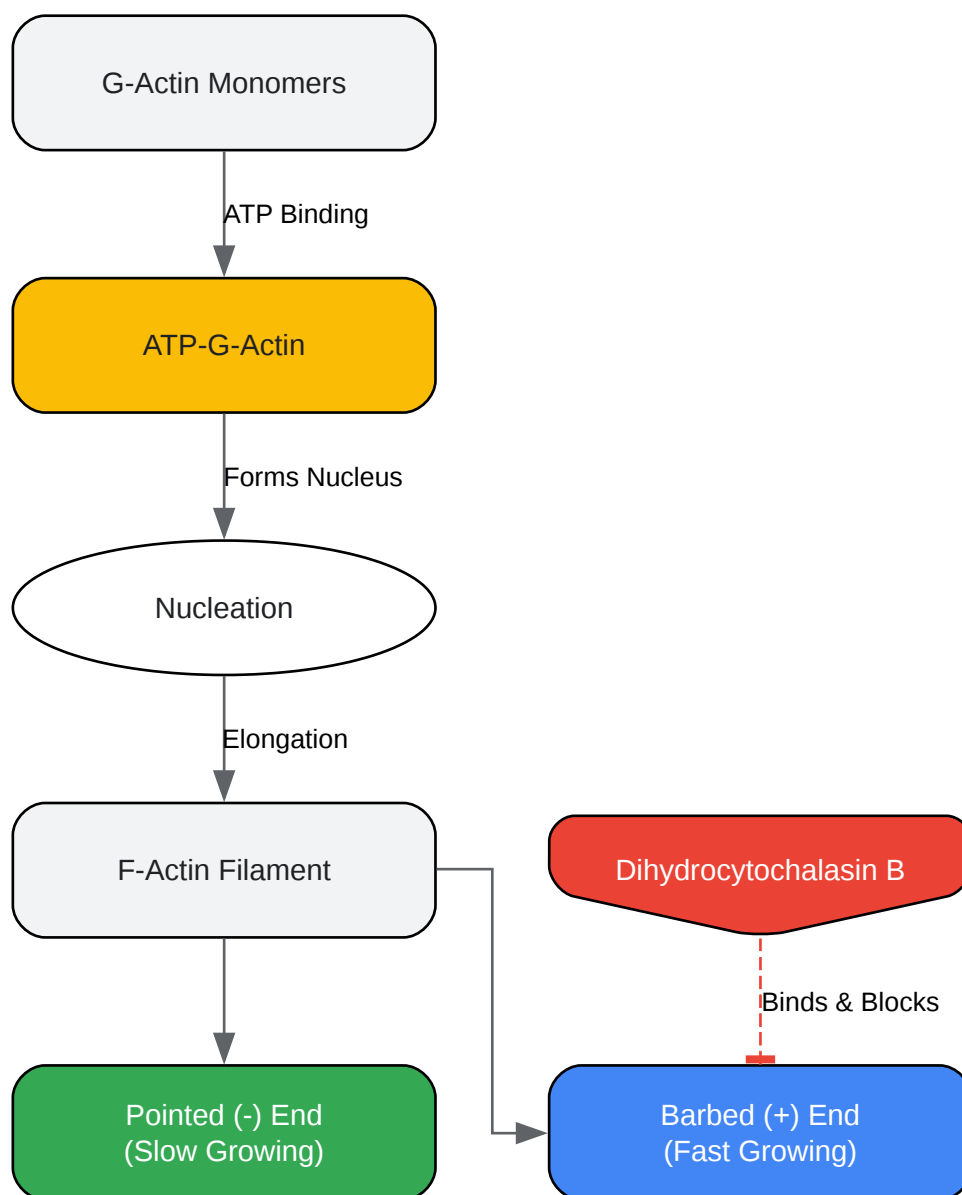 G-Actin Monomers
ATP Binding
ATP-G-Actin
Forms Nucleus
Nucleation
Elongation
F-Actin Filament
Dihydrocytochalasin B
Binds & Blocks
Pointed (-) End
(Slow Growing)
Barbed (+) End
(Fast Growing)